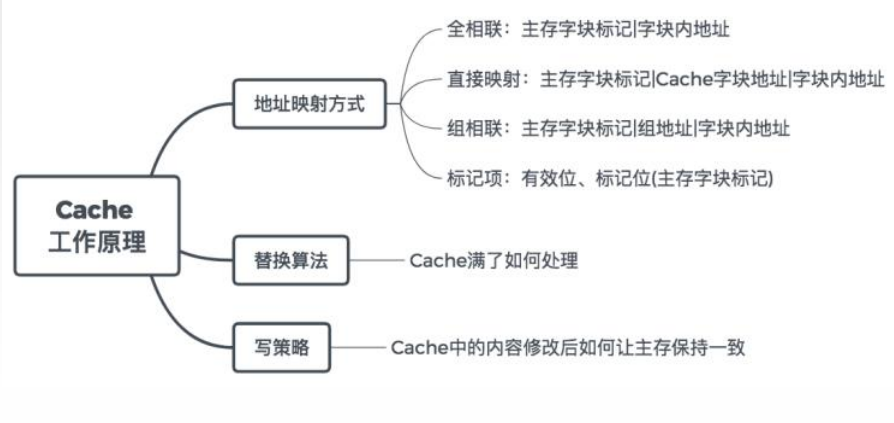 Cache
工作原理
地址映射方式
全相联：主存字块标记|字块内地址
直接映射：主存字块标记|Cache字块地址|字块内地址
组相联：主存字块标记|组地址|字块内地址
标记项：有效位、标记位(主存字块标记)
替换算法
Cache满了如何处理
写策略
Cache中的内容修改后如何让主存保持一致